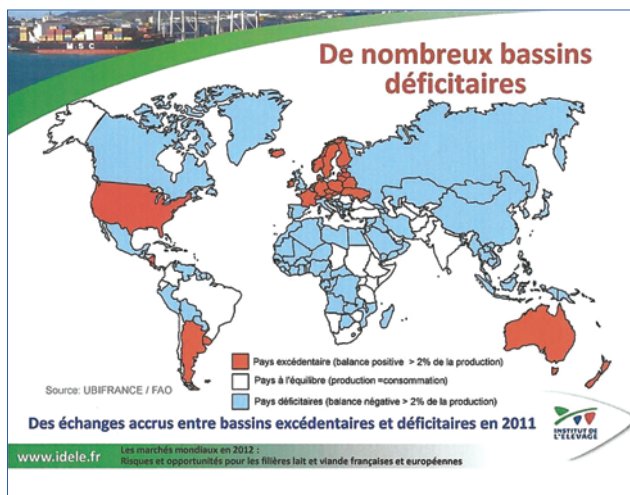 MSC
De nombreux bassins
déficitaires
Pays excédentaire (balance positive > 2% de la production)
Pays à l'équilibre (production =consommation)
Pays déficitaires (balance négative > 2% de la production)
Source: UBIFRANCE / FAO
Des échanges accrus entre bassins excédentaires et déficitaires en 2011
INSTITUT DE
L'ELEVAGE
www.idele.fr
Les marchés mondiaux en 2012 :
Risques et opportunités pour les filières lait et viande françaises et européennes